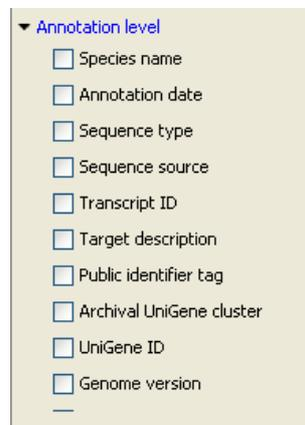 Annotation level
Species name
Annotation date
Sequence type
Sequence source
Transcript ID
Target description
Public identifier tag
Archival UniGene cluster
UniGene ID
Genome version